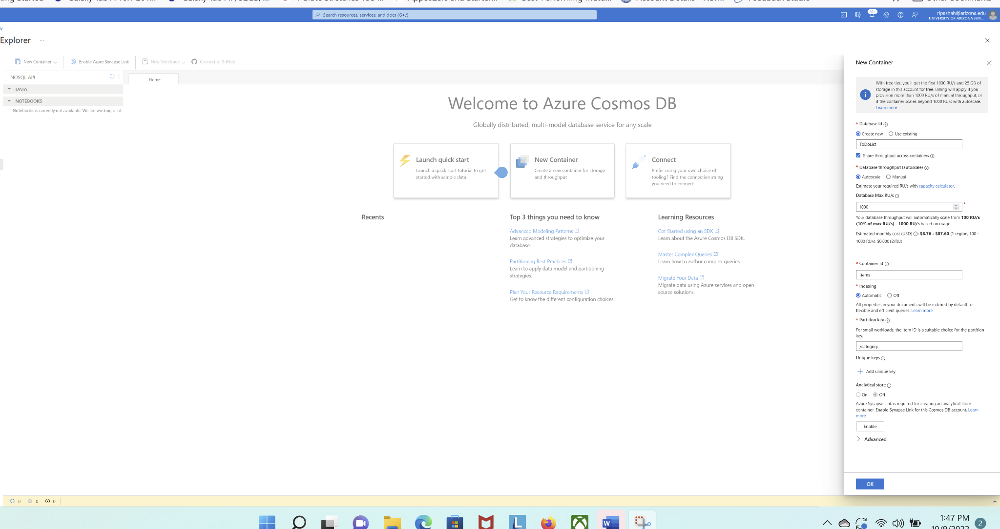 Other Bookmarks
Search resources, services, and docs (G+/)
20+
ripashah@arizona.edu
UNIVERSITY OF ARIZONA (EM...
w
Explorer ...
New Container
Enable Azure Synapse Link
New Notebook
Connect to GitHub
NOSQL API
Home
DATA
NOTEBOOKS
Notebooks is currently not available. We are working on it.
Welcome to Azure Cosmos DB
Globally distributed, multi-model database service for any scale
Launch quick start
Launch a quick start tutorial to get
started with sample data
New Container
Create a new container for storage
and throughput
Connect
Prefer using your own choice of
tooling? Find the connection string
you need to connect
Recents
Top 3 things you need to know
Advanced Modeling Patterns
Learn advanced strategies to optimize your
database.
Partitioning Best Practices
Learn to apply data model and partitioning
strategies.
Plan Your Resource Requirements
Get to know the different configuration choices.
Learning Resources
Get Started using an SDK
Learn about the Azure Cosmos DB SDK.
Master Complex Queries
Learn how to author complex queries.
Migrate Your Data
Migrate data using Azure services and open-
source solutions.
New Container
With free tier, you'll get the first 1000 RU/s and 25 GB of
storage in this account for free. Billing will apply if you
provision more than 1000 RU/s of manual throughput, or
if the container scales beyond 1000 RU/s with autoscale.
Learn more
* Database id
Create new Use existing
ToDoList
Share throughput across containers
* Database throughput (autoscale)
Autoscale Manual
Estimate your required RU/s with capacity calculator.
Database Max RU/s
1000 *
Your database throughput will automatically scale from 100 RU/s
(10% of max RU/s) - 1000 RU/s based on usage.
Estimated monthly cost (USD) : $8.76 - $87.60 (1 region, 100 -
1000 RU/s, $0.00012/RU)
* Container id
items
* Indexing
Automatic Off
All properties in your documents will be indexed by default for
flexible and efficient queries. Learn more
* Partition key
For small workloads, the item ID is a suitable choice for the partition
key.
/category
Unique keys
Add unique key
Analytical store
On Off
Azure Synapse Link is required for creating an analytical store
container. Enable Synapse Link for this Cosmos DB account. Learn
more
Enable
Advanced
OK
0 0 0
W
L
1:47 PM
10/9/2022
2